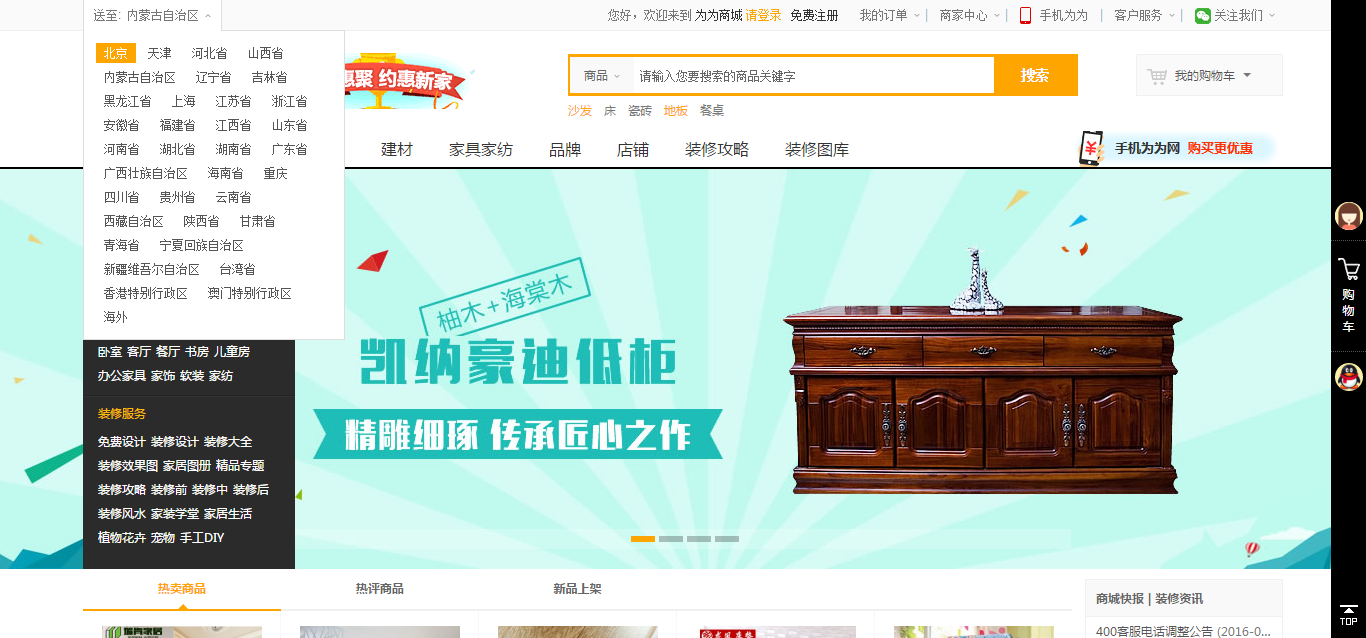 送至: 内蒙古自治区
您好，欢迎来到 为为商城 请登录 免费注册 我的订单 商家中心 手机为为 客户服务 关注我们
北京 天津 河北省 山西省
内蒙古自治区 辽宁省 吉林省
黑龙江省 上海 江苏省 浙江省
安徽省 福建省 江西省 山东省
河南省 湖北省 湖南省 广东省
广西壮族自治区 海南省 重庆
四川省 贵州省 云南省
西藏自治区 陕西省 甘肃省
青海省 宁夏回族自治区
新疆维吾尔自治区 台湾省
香港特别行政区 澳门特别行政区
海外
惠聚 约惠新家
商品 请输入您要搜索的商品关键字 搜索
沙发 床 瓷砖 地板 餐桌
我的购物车
建材 家具家纺 品牌 店铺 装修攻略 装修图库
手机为为网 购买更优惠
卧室 客厅 餐厅 书房 儿童房
办公家具 家饰 软装 家纺
装修服务
免费设计 装修设计 装修大全
装修效果图 家居图册 精品专题
装修攻略 装修前 装修中 装修后
装修风水 家装学堂 家居生活
植物花卉 宠物 手工DIY
柚木+海棠木
凯纳豪迪低柜
精雕细琢 传承匠心之作
购物车
TOP
热卖商品 热评商品 新品上架
商城快报 | 装修资讯
400客服电话调整公告 (2016-0...